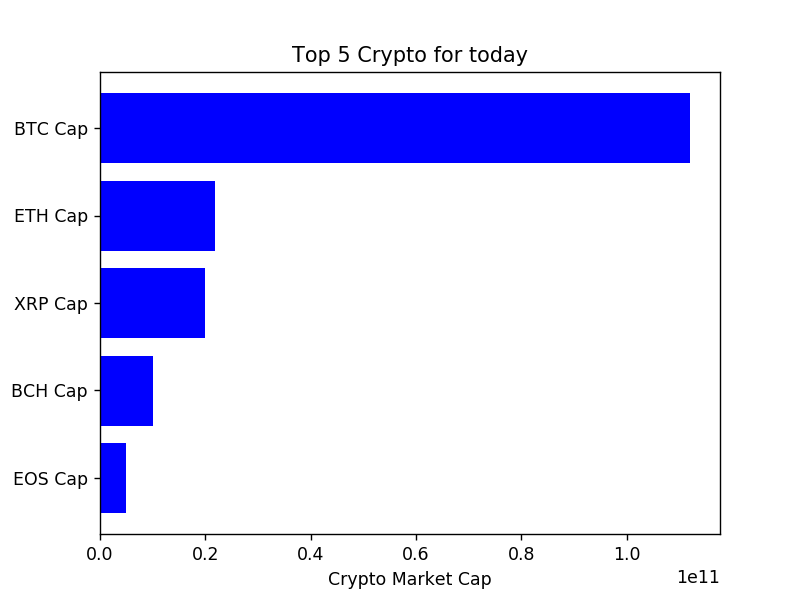 Top 5 Crypto for today
BTC Cap
ETH Cap
XRP Cap
BCH Cap
EOS Cap
0.0 0.2 0.4 0.6 0.8 1.0
1e11
Crypto Market Cap